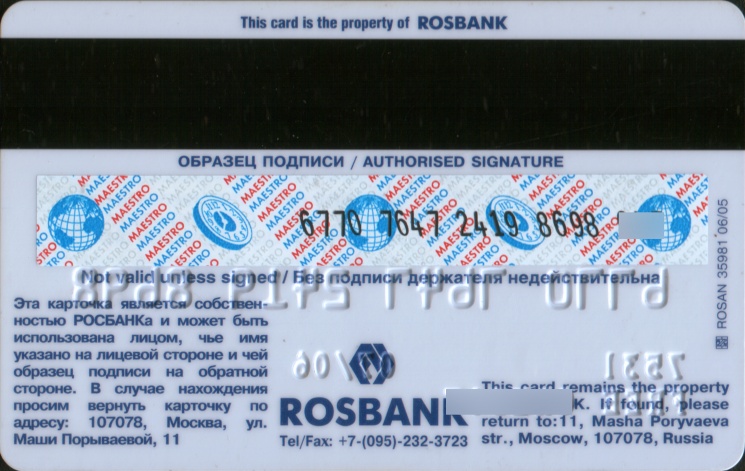 This card is the property of ROSBANK
ОБРАЗЕЦ ПОДПИСИ / AUTHORISED SIGNATURE
MAESTRO MAESTRO MAESTRO MAESTRO
6770 7647 2419 8698
Not valid unless signed / Без подписи держателя недействительна
ROSAN 35981 06/05
Эта карточка является собствен-
ностью РОСБАНКа и может быть
использована лицом, чье имя
указано на лицевой стороне и чей
образец подписи на обратной
стороне. В случае нахождения
просим вернуть карточку по
адресу: 107078, Москва, ул.
Маши Порываевой, 11
ROSBANK
Tel/Fax: +7-(095)-232-3723
This card remains the property
K. If found, please
return to:11, Masha Poryvaeva
str., Moscow, 107078, Russia